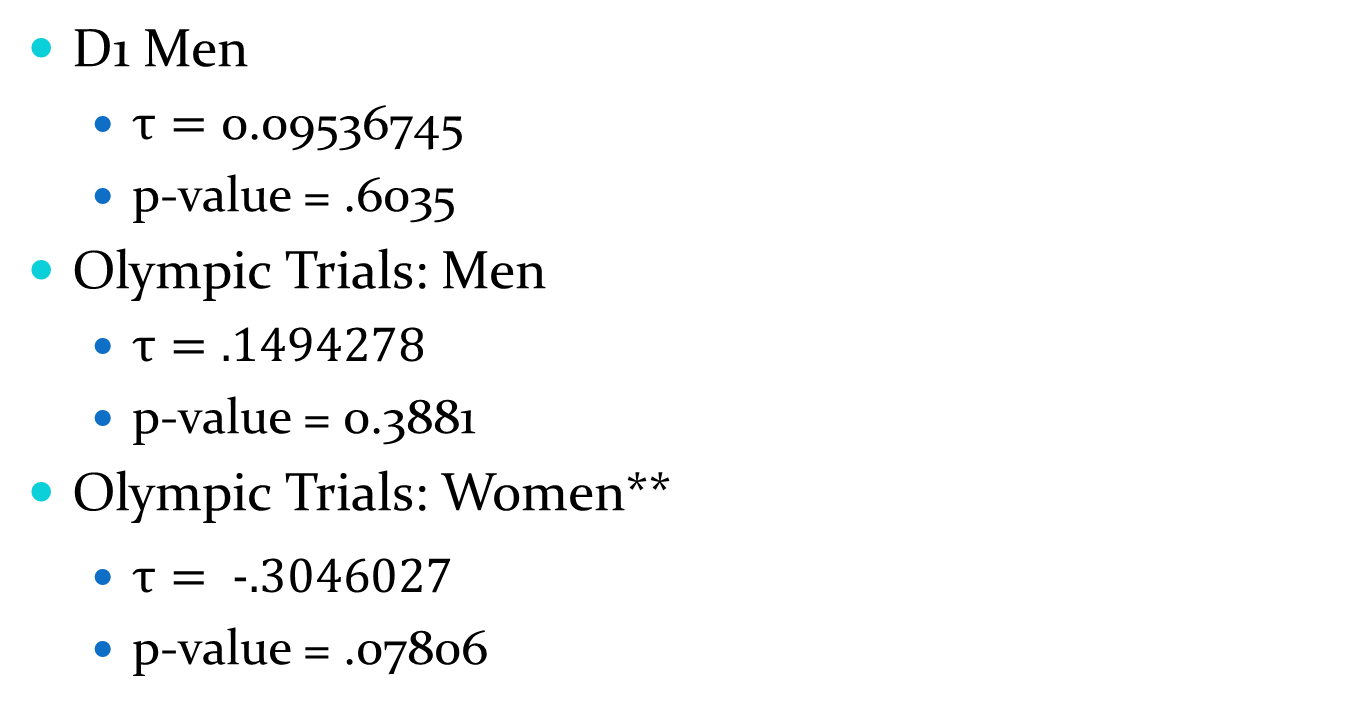 D1 Men
τ = 0.09536745
p-value = .6035
Olympic Trials: Men
τ = .1494278
p-value = 0.3881
Olympic Trials: Women**
τ = -.3046027
p-value = .07806